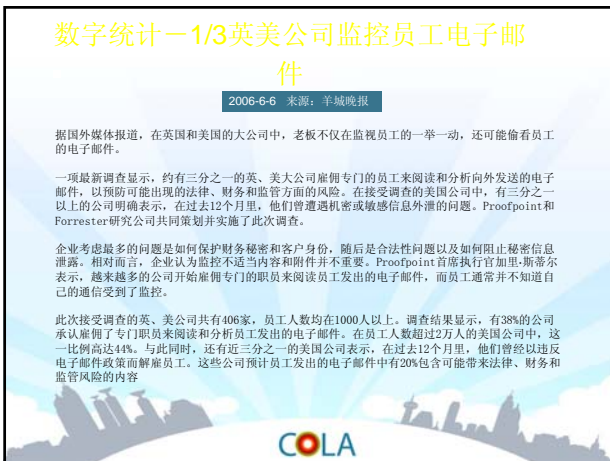 数字统计－1/3英美公司监控员工电子邮
件
2006-6-6 来源：羊城晚报
据国外媒体报道，在英国和美国的大公司中，老板不仅在监视员工的一举一动，还可能偷看员工
的电子邮件。
一项最新调查显示，约有三分之一的英、美大公司雇佣专门的员工来阅读和分析向外发送的电子
邮件，以预防可能出现的法律、财务和监管方面的风险。在接受调查的美国公司中，有三分之一
以上的公司明确表示，在过去12个月里，他们曾遭遇机密或敏感信息外泄的问题。Proofpoint和
Forrester研究公司共同策划并实施了此次调查。
企业考虑最多的问题是如何保护财务秘密和客户身份，随后是合法性问题以及如何阻止秘密信息
泄露。相对而言，企业认为监控不适当内容和附件并不重要。Proofpoint首席执行官加里·斯蒂尔
表示，越来越多的公司开始雇佣专门的职员来阅读员工发出的电子邮件，而员工通常并不知道自
己的通信受到了监控。
此次接受调查的英、美公司共有406家，员工人数均在1000人以上。调查结果显示，有38%的公司
承认雇佣了专门职员来阅读和分析员工发出的电子邮件。在员工人数超过2万人的美国公司中，这
一比例高达44%。与此同时，还有近三分之一的美国公司表示，在过去12个月里，他们曾经以违反
电子邮件政策而解雇员工。这些公司预计员工发出的电子邮件中有20%包含可能带来法律、财务和
监管风险的内容
COLA